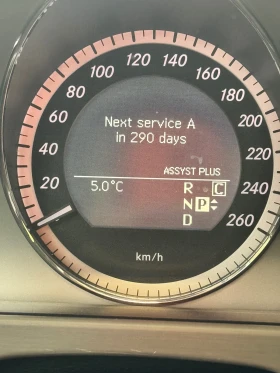 120 140
100 160
80 180
60 200
40 220
20 240
260
Next service A
in 290 days
ASSYST PLUS
5.0°C R C
N P
D
km/h